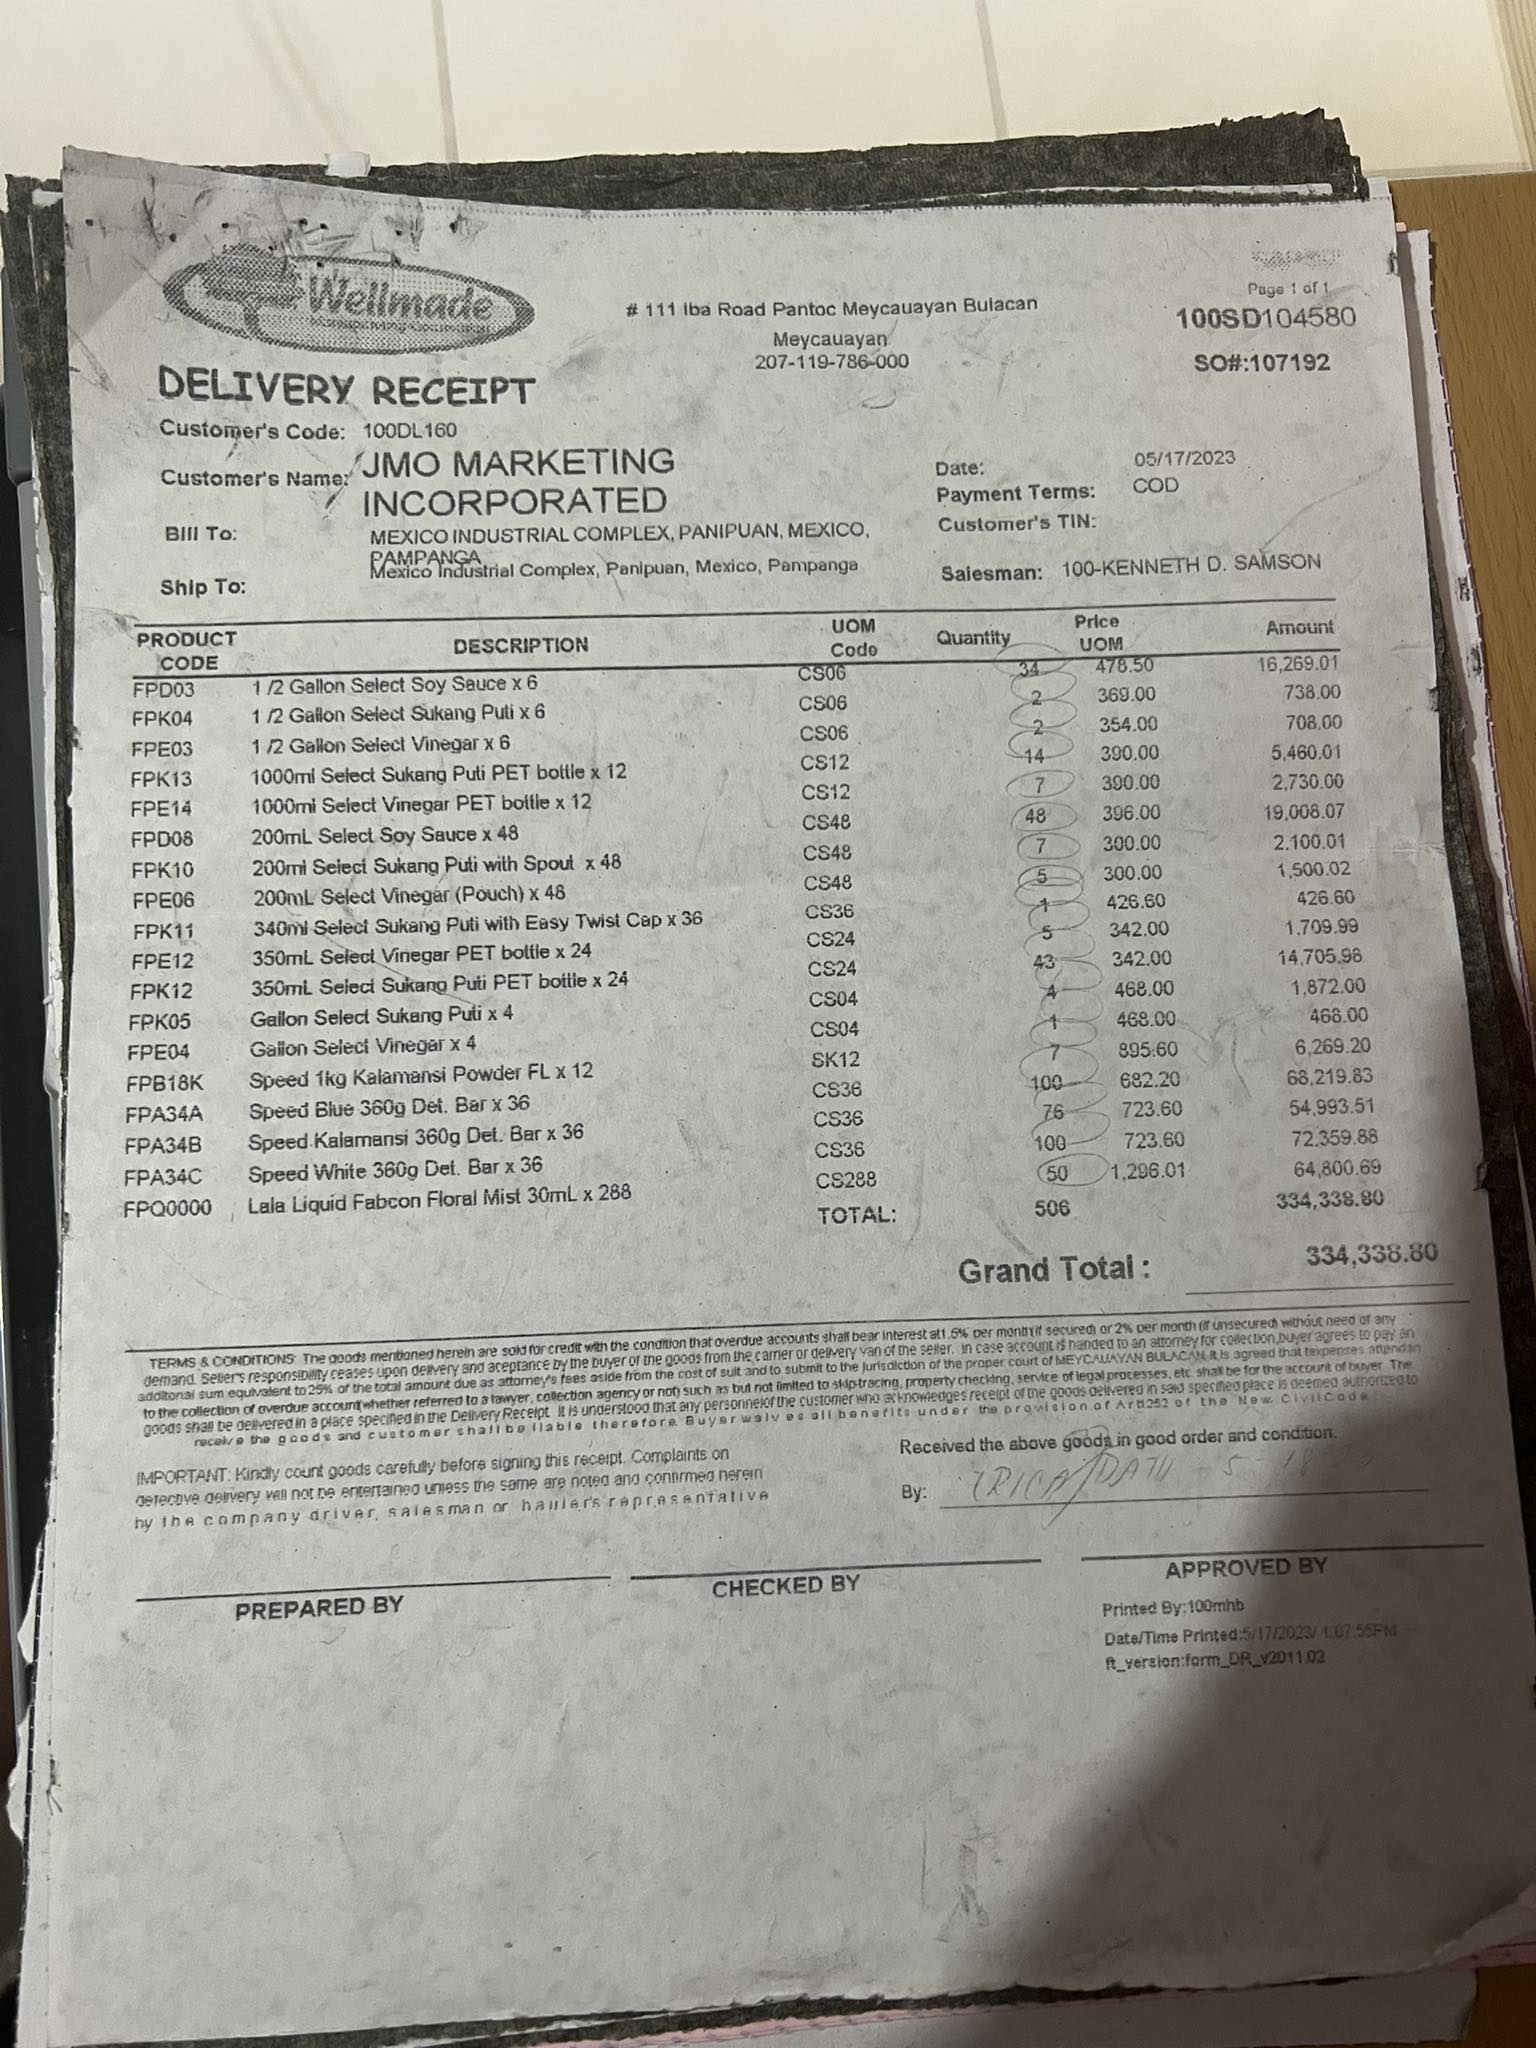 Wellmade
# 111 Iba Road Pantoc Meycauayan Bulacan
Meycauayan
207-119-786-000
Page 1 of 1
100SD104580
SO#:107192
DELIVERY RECEIPT
Customer's Code: 100DL160
Customer's Name: JMO MARKETING
INCORPORATED
Bill To: MEXICO INDUSTRIAL COMPLEX, PANIPUAN, MEXICO,
PAMPANGA
Ship To: Mexico Industrial Complex, Panipuan, Mexico, Pampanga
Date: 05/17/2023
Payment Terms: COD
Customer's TIN:
Salesman: 100-KENNETH D. SAMSON
PRODUCT CODE DESCRIPTION UOM Code Quantity Price UOM Amount
FPD03 1 /2 Gallon Select Soy Sauce x 6 CS06 34 478.50 16,269.01
FPK04 1 /2 Gallon Select Sukang Puti x 6 CS06 2 369.00 738.00
FPE03 1 /2 Gallon Select Vinegar x 6 CS06 2 354.00 708.00
FPK13 1000ml Select Sukang Puti PET bottle x 12 CS12 14 390.00 5,460.01
FPE14 1000ml Select Vinegar PET bottle x 12 CS12 7 390.00 2,730.00
FPD08 200mL Select Soy Sauce x 48 CS48 48 396.00 19,008.07
FPK10 200ml Select Sukang Puti with Spout x 48 CS48 7 300.00 2,100.01
FPE06 200mL Select Vinegar (Pouch) x 48 CS48 5 300.00 1,500.02
FPK11 340ml Select Sukang Puti with Easy Twist Cap x 36 CS36 1 426.60 426.60
FPE12 350mL Select Vinegar PET bottle x 24 CS24 5 342.00 1,709.99
FPK12 350mL Select Sukang Puti PET bottle x 24 CS24 43 342.00 14,705.98
FPK05 Gallon Select Sukang Puti x 4 CS04 4 468.00 1,872.00
FPE04 Gallon Select Vinegar x 4 CS04 1 468.00 468.00
FPB18K Speed 1kg Kalamansi Powder FL x 12 SK12 7 895.60 6,269.20
FPA34A Speed Blue 360g Det. Bar x 36 CS36 100 682.20 68,219.83
FPA34B Speed Kalamansi 360g Det. Bar x 36 CS36 76 723.60 54,993.51
FPA34C Speed White 360g Det. Bar x 36 CS36 100 723.60 72,359.88
FPQ0000 Lala Liquid Fabcon Floral Mist 30mL x 288 CS288 50 1,296.01 64,800.69
TOTAL: 506 334,338.80
Grand Total : 334,338.80
TERMS & CONDITIONS: The goods mentioned herein are sold for credit with the condition that overdue accounts shall bear interest at1.5% per month(if secured) or 2% per month (if unsecured) without need of any
demand. Seller's responsibility ceases upon delivery and aceptance by the buyer of the goods from the carrier or delivery van of the seller. In case account is handed to an attorney for collection,buyer agrees to pay an
additonal sum equivalent to 25% of the total amount due as attorney's fees aside from the cost of suit and to submit to the jurisdiction of the proper court of MEYCAUAYAN BULACAN. It is agreed that
to the collection of overdue account(whether referred to a lawyer, collection agency or not) such as but not limited to skip-tracing, property checking, service of legal processes, etc. shall be for the account of buyer. The
goods shall be delivered in a place specified in the Delivery Receipt. It is understood that any personnel of the customer who acknowledges receipt of the goods delivered in said specified place is deemed authorized to
receive the goods and customer shall be liable therefore. Buyer waives all benefits under the provision of Art1252 of the New CivilCode.
IMPORTANT: Kindly count goods carefully before signing this receipt. Complaints on
defective delivery will not be entertained unless the same are noted and confirmed herein
by the company driver, salesman or hauler's representative
Received the above goods in good order and condition.
By: 5-18
PREPARED BY
CHECKED BY
APPROVED BY
Printed By:100mhb
Date/Time Printed:5/17/2023/ 1:07:55PM
ft_version:form_DR_v2011.02